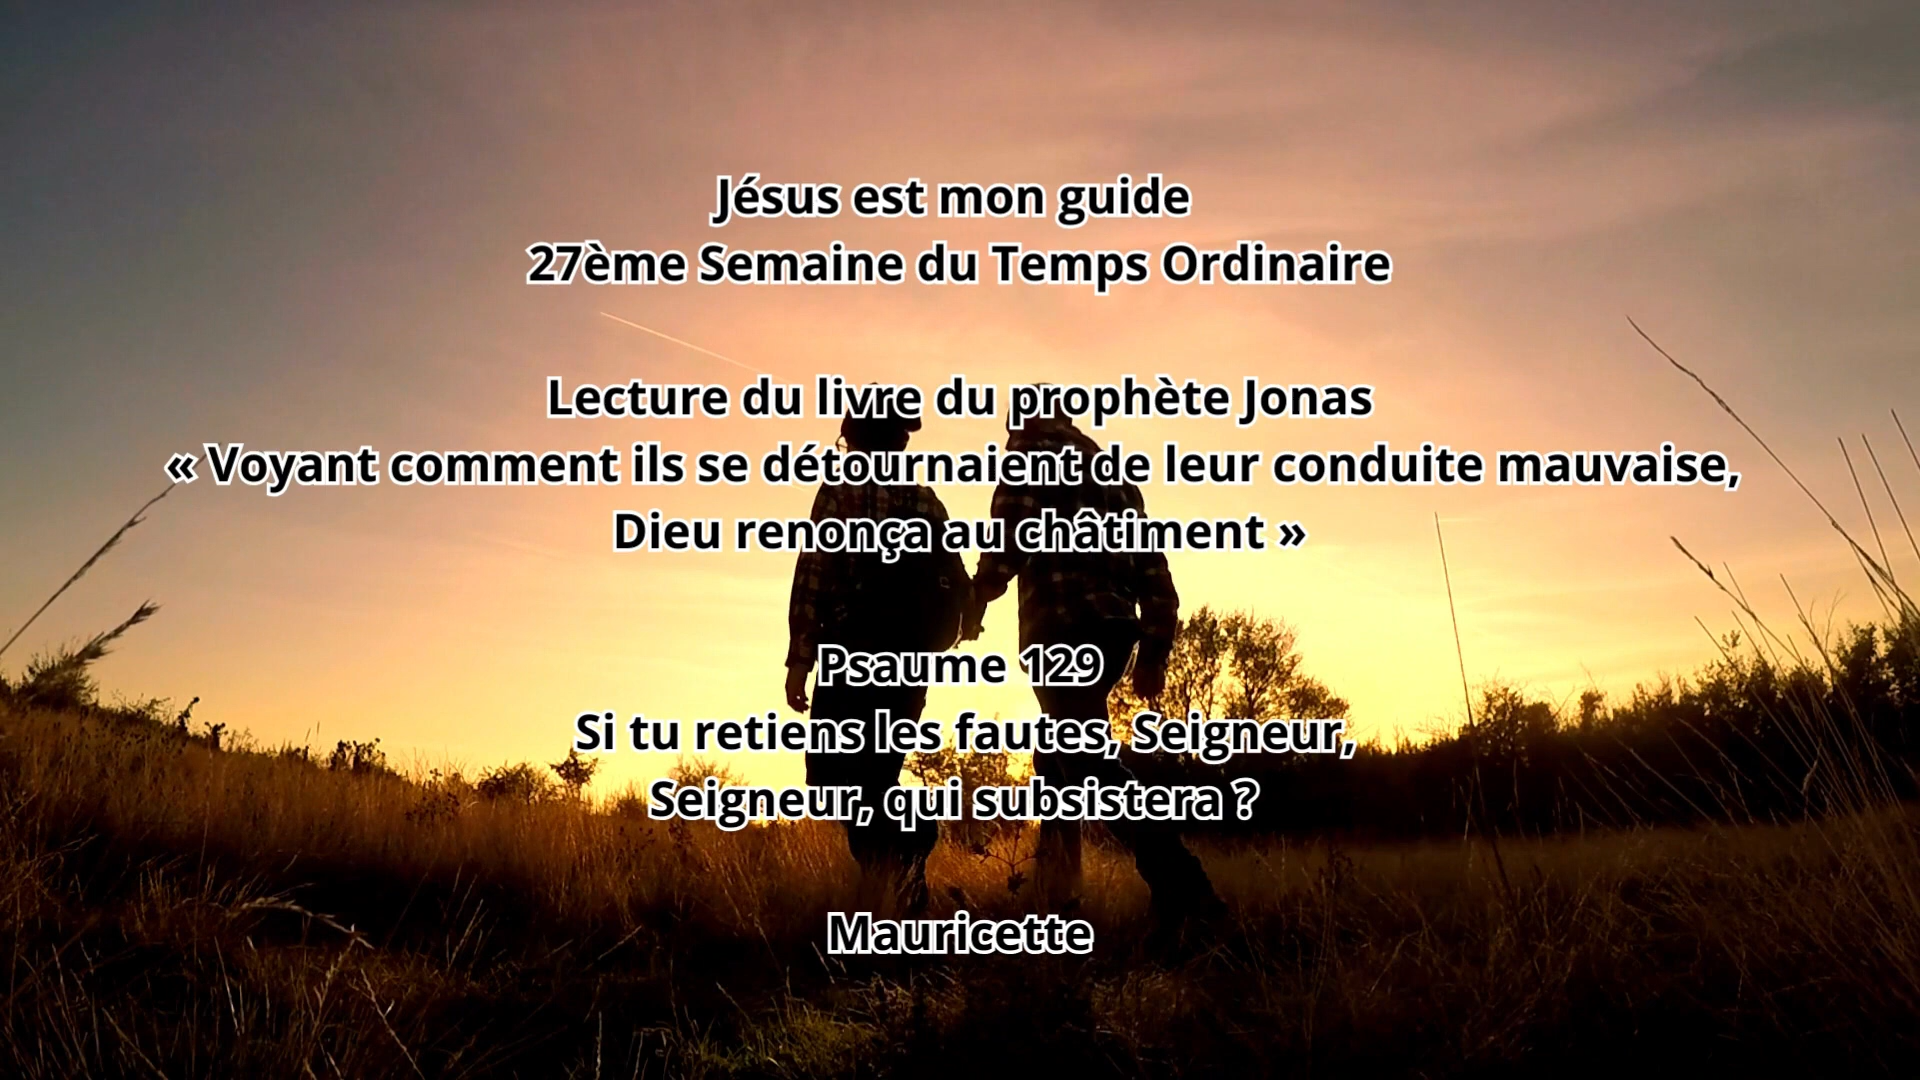 Jésus est mon guide
27ème Semaine du Temps Ordinaire
Lecture du livre du prophète Jonas
« Voyant comment ils se détournaient de leur conduite mauvaise,
Dieu renonça au châtiment »
Psaume 129
Si tu retiens les fautes, Seigneur,
Seigneur, qui subsistera ?
Mauricette